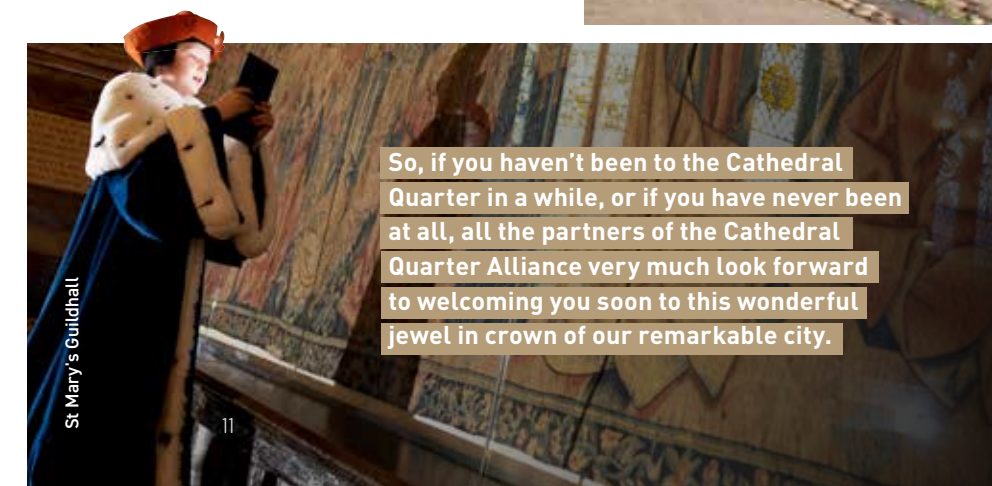 So, if you haven't been to the Cathedral
Quarter in a while, or if you have never been
at all, all the partners of the Cathedral
Quarter Alliance very much look forward
to welcoming you soon to this wonderful
jewel in crown of our remarkable city.
St Mary's Guildhall
11